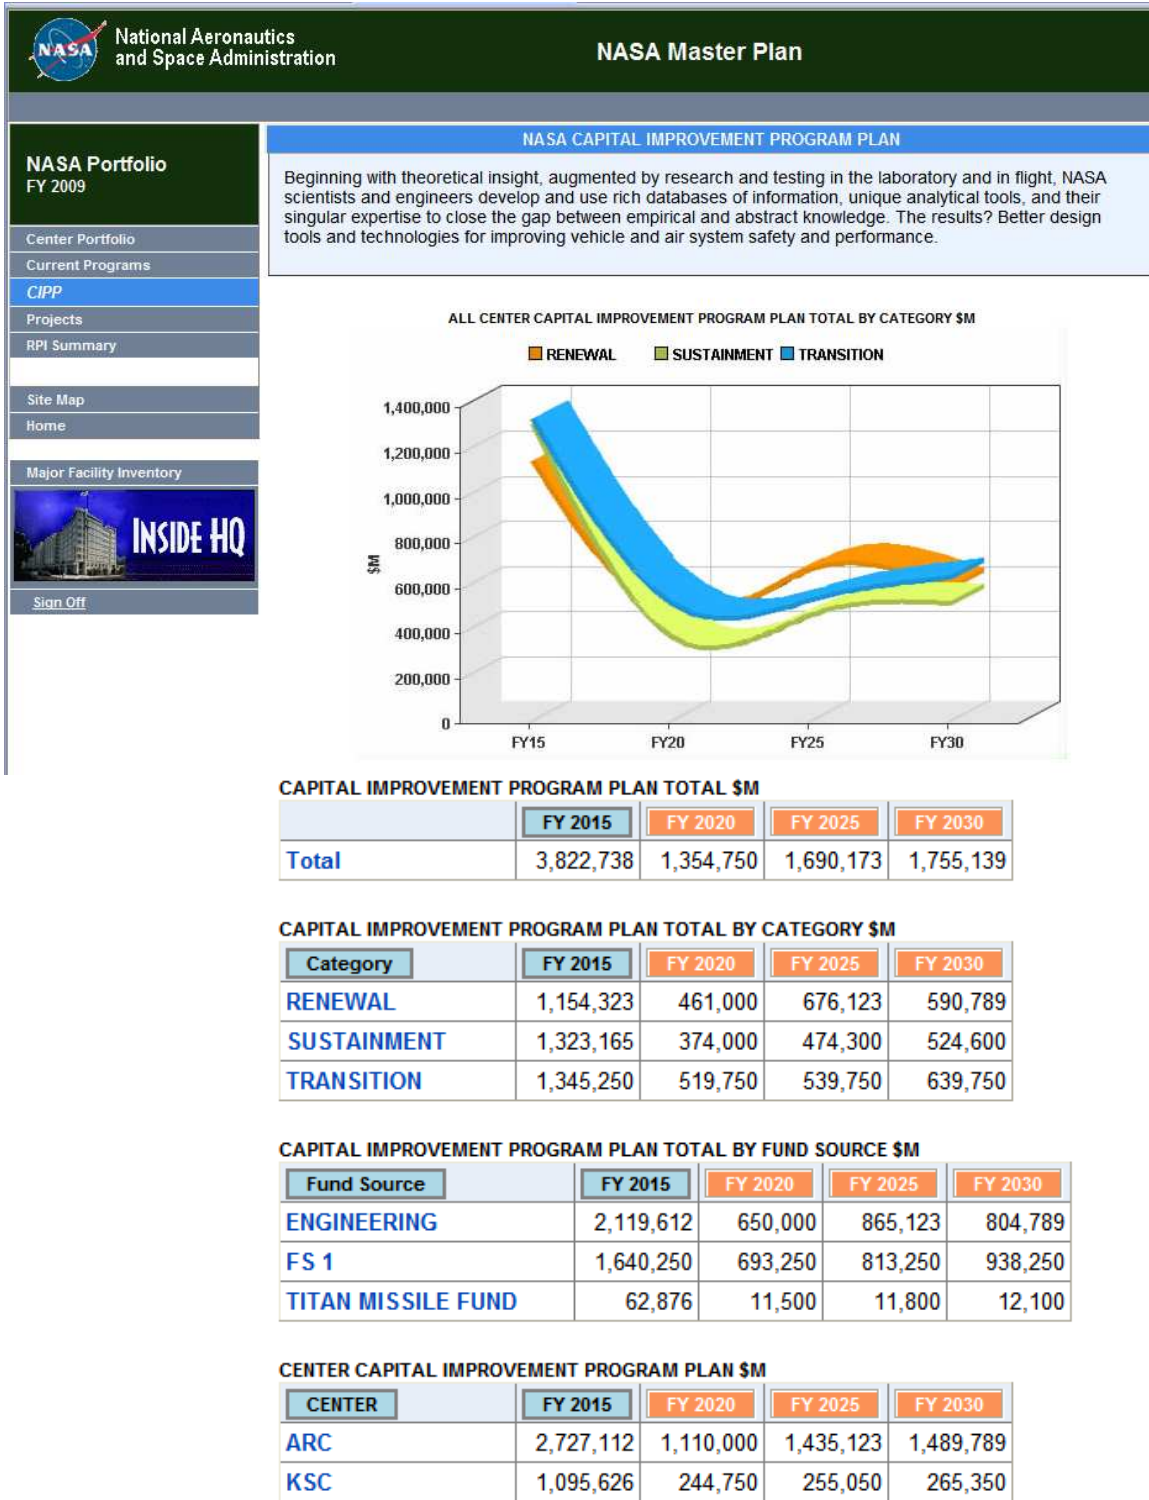 NASA
National Aeronautics
and Space Administration
NASA Master Plan
NASA Portfolio
FY 2009
Center Portfolio
Current Programs
CIPP
Projects
RPI Summary
Site Map
Home
Major Facility Inventory
INSIDE HQ
Sign Off
NASA CAPITAL IMPROVEMENT PROGRAM PLAN
Beginning with theoretical insight, augmented by research and testing in the laboratory and in flight, NASA
scientists and engineers develop and use rich databases of information, unique analytical tools, and their
singular expertise to close the gap between empirical and abstract knowledge. The results? Better design
tools and technologies for improving vehicle and air system safety and performance.
ALL CENTER CAPITAL IMPROVEMENT PROGRAM PLAN TOTAL BY CATEGORY $M
RENEWAL SUSTAINMENT TRANSITION
1,400,000
1,200,000
1,000,000
800,000
600,000
400,000
200,000
0
$M
FY15 FY20 FY25 FY30
CAPITAL IMPROVEMENT PROGRAM PLAN TOTAL $M
FY 2015 FY 2020 FY 2025 FY 2030
Total 3,822,738 1,354,750 1,690,173 1,755,139
CAPITAL IMPROVEMENT PROGRAM PLAN TOTAL BY CATEGORY $M
Category FY 2015 FY 2020 FY 2025 FY 2030
RENEWAL 1,154,323 461,000 676,123 590,789
SUSTAINMENT 1,323,165 374,000 474,300 524,600
TRANSITION 1,345,250 519,750 539,750 639,750
CAPITAL IMPROVEMENT PROGRAM PLAN TOTAL BY FUND SOURCE $M
Fund Source FY 2015 FY 2020 FY 2025 FY 2030
ENGINEERING 2,119,612 650,000 865,123 804,789
FS 1 1,640,250 693,250 813,250 938,250
TITAN MISSILE FUND 62,876 11,500 11,800 12,100
CENTER CAPITAL IMPROVEMENT PROGRAM PLAN $M
CENTER FY 2015 FY 2020 FY 2025 FY 2030
ARC 2,727,112 1,110,000 1,435,123 1,489,789
KSC 1,095,626 244,750 255,050 265,350